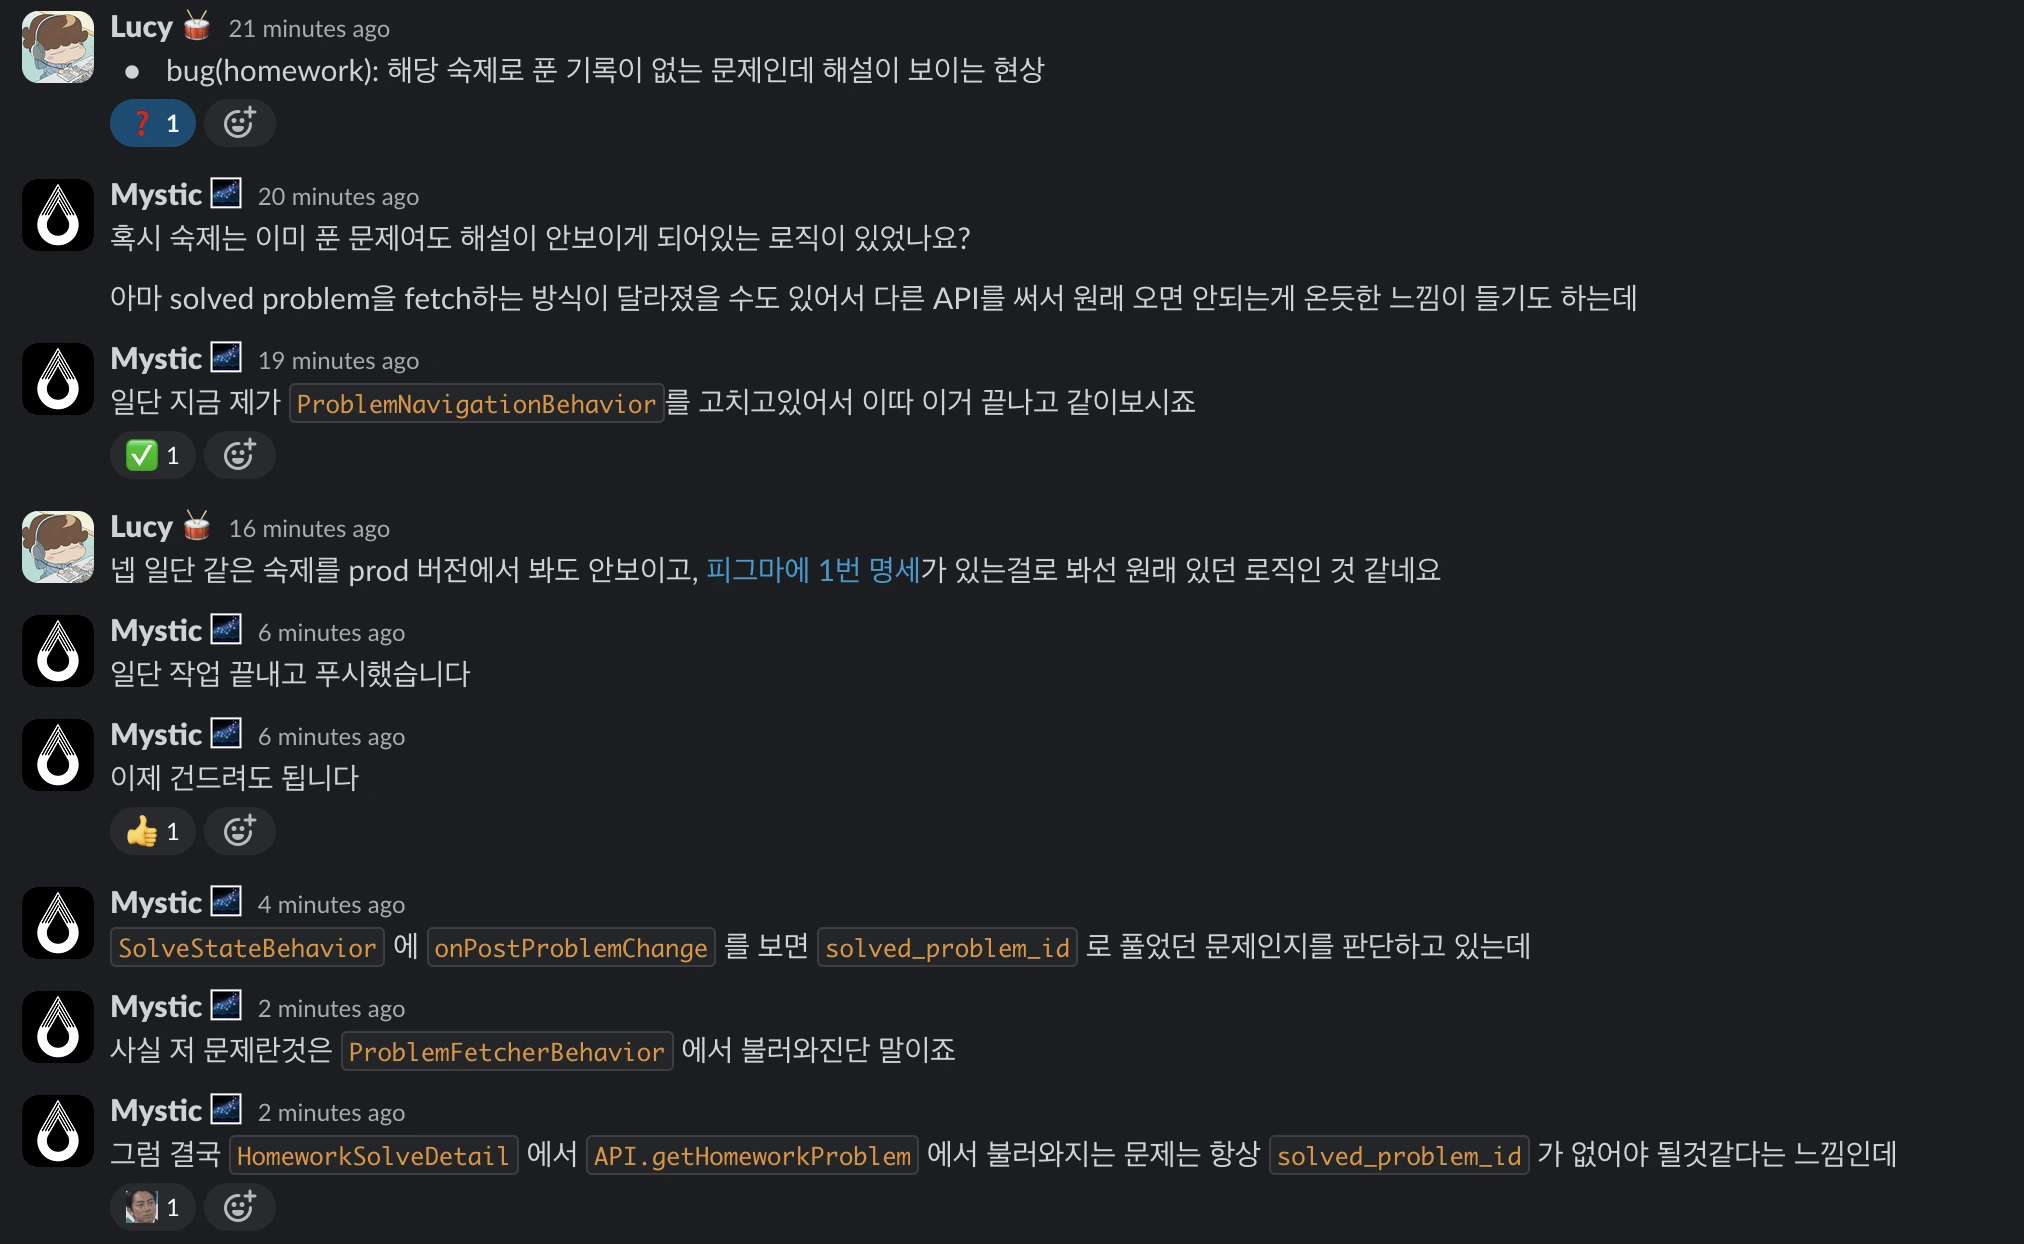 Lucy 21 minutes ago
bug(homework): 해당 숙제로 푼 기록이 없는 문제인데 해설이 보이는 현상
1
Mystic 20 minutes ago
혹시 숙제는 이미 푼 문제여도 해설이 안보이게 되어있는 로직이 있었나요?
아마 solved problem을 fetch하는 방식이 달라졌을 수도 있어서 다른 API를 써서 원래 오면 안되는게 온듯한 느낌이 들기도 하는데
Mystic 19 minutes ago
일단 지금 제가 ProblemNavigationBehavior를 고치고있어서 이따 이거 끝나고 같이보시죠
1
Lucy 16 minutes ago
넵 일단 같은 숙제를 prod 버전에서 봐도 안보이고, 피그마에 1번 명세가 있는걸로 봐선 원래 있던 로직인 것 같네요
Mystic 6 minutes ago
일단 작업 끝내고 푸시했습니다
Mystic 6 minutes ago
이제 건드려도 됩니다
1
Mystic 4 minutes ago
SolveStateBehavior 에 onPostProblemChange 를 보면 solved_problem_id 로 풀었던 문제인지를 판단하고 있는데
Mystic 2 minutes ago
사실 저 문제란것은 ProblemFetcherBehavior 에서 불러와진단 말이죠
Mystic 2 minutes ago
그럼 결국 HomeworkSolveDetail 에서 API.getHomeworkProblem 에서 불러와지는 문제는 항상 solved_problem_id 가 없어야 될것같다는 느낌인데
1